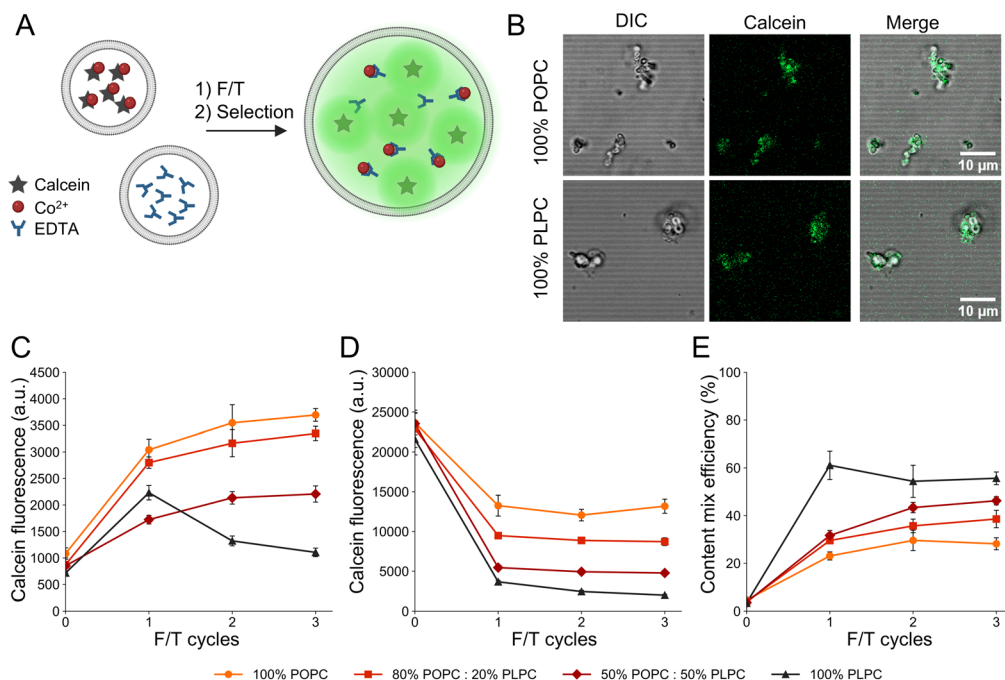 A
1) F/T
2) Selection
Calcein
Co²⁺
EDTA
B
DIC
Calcein
Merge
100% POPC
10 µm
100% PLPC
10 µm
C
Calcein fluorescence (a.u.)
4500
4000
3500
3000
2500
2000
1500
1000
500
0
0
1
2
3
F/T cycles
D
Calcein fluorescence (a.u.)
30000
25000
20000
15000
10000
5000
0
0
1
2
3
F/T cycles
E
Content mix efficiency (%)
100
80
60
40
20
0
0
1
2
3
F/T cycles
100% POPC
80% POPC : 20% PLPC
50% POPC : 50% PLPC
100% PLPC